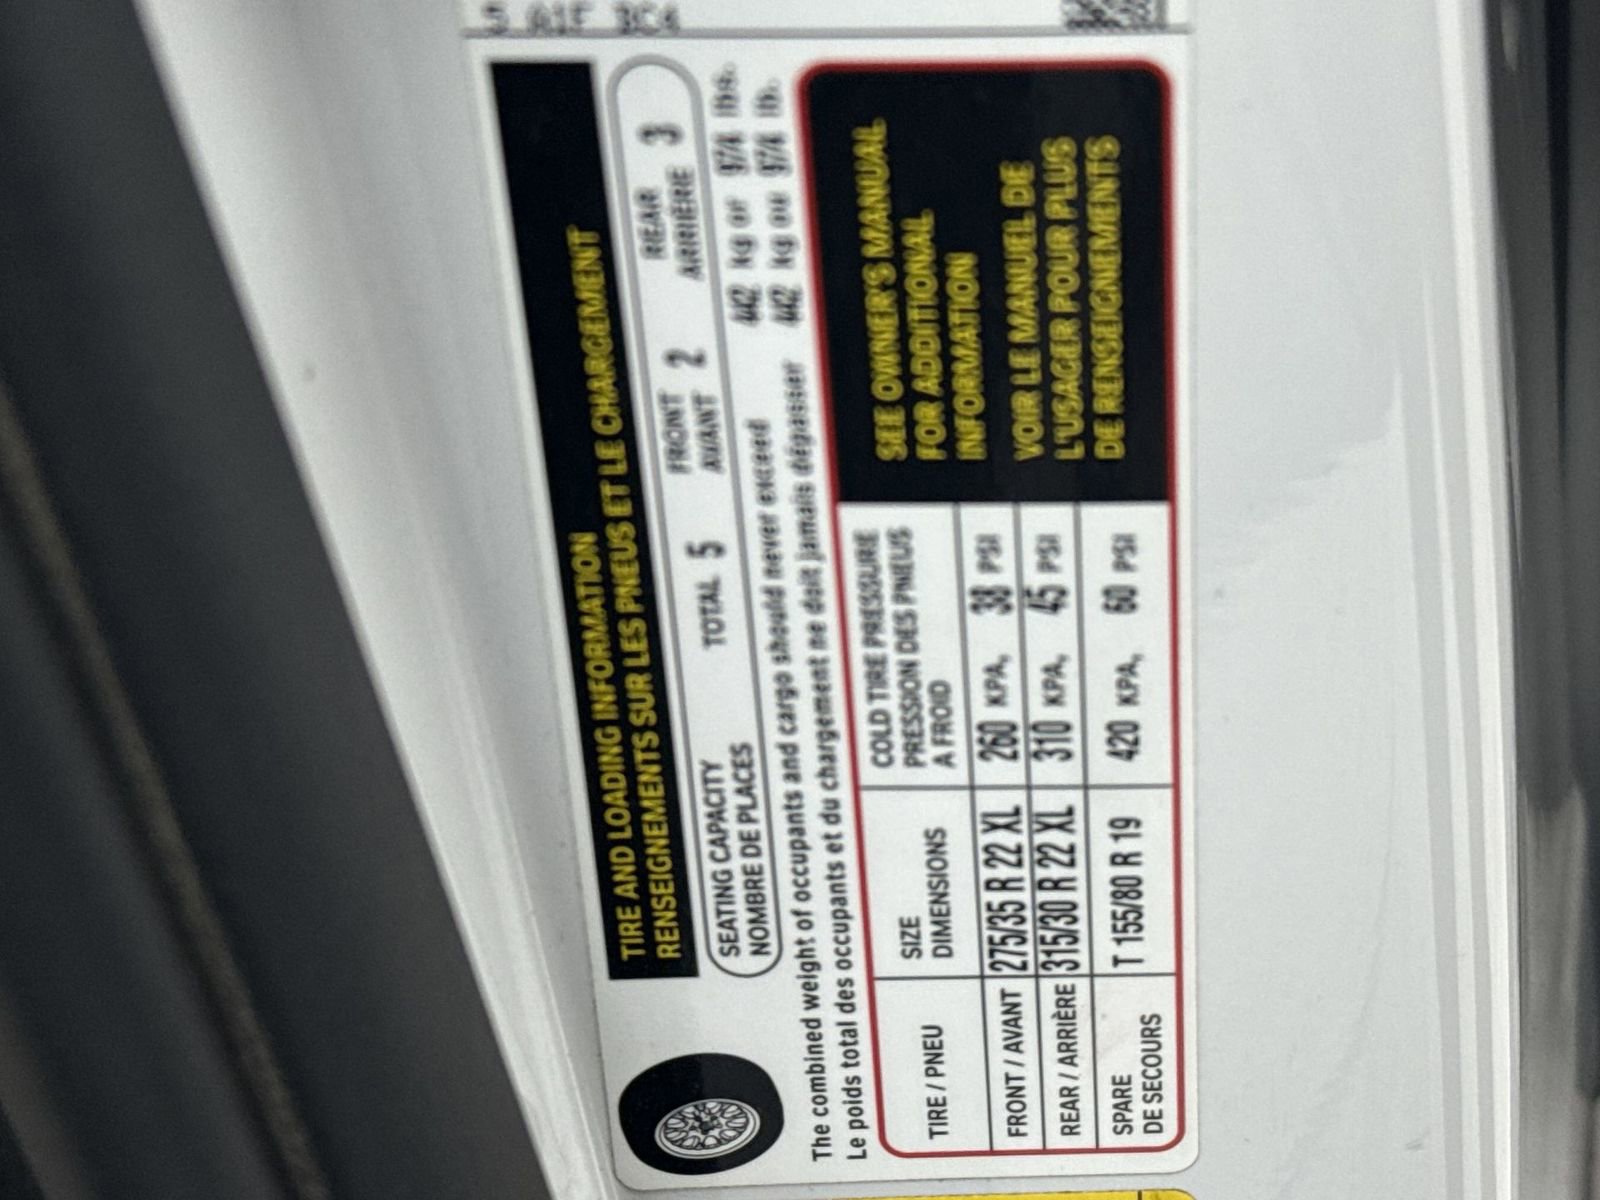 TIRE AND LOADING INFORMATION
RENSEIGNEMENTS SUR LES PNEUS ET LE CHARGEMENT
SEATING CAPACITY TOTAL 5 FRONT 2 REAR 3
NOMBRE DE PLACES AVANT ARRIÈRE
The combined weight of occupants and cargo should never exceed 442 kg or 974 lbs.
Le poids total des occupants et du chargement ne doit jamais dépasser 442 kg ou 974 lb.
TIRE / PNEU
SIZE
DIMENSIONS
COLD TIRE PRESSURE
PRESSION DES PNEUS
A FROID
FRONT / AVANT 275/35 R 22 XL 260 KPA, 38 PSI
REAR / ARRIÈRE 315/30 R 22 XL 310 KPA, 45 PSI
SPARE
DE SECOURS T 155/80 R 19 420 KPA, 60 PSI
SEE OWNER'S MANUAL
FOR ADDITIONAL
INFORMATION
VOIR LE MANUEL DE
L'USAGER POUR PLUS
DE RENSEIGNEMENTS